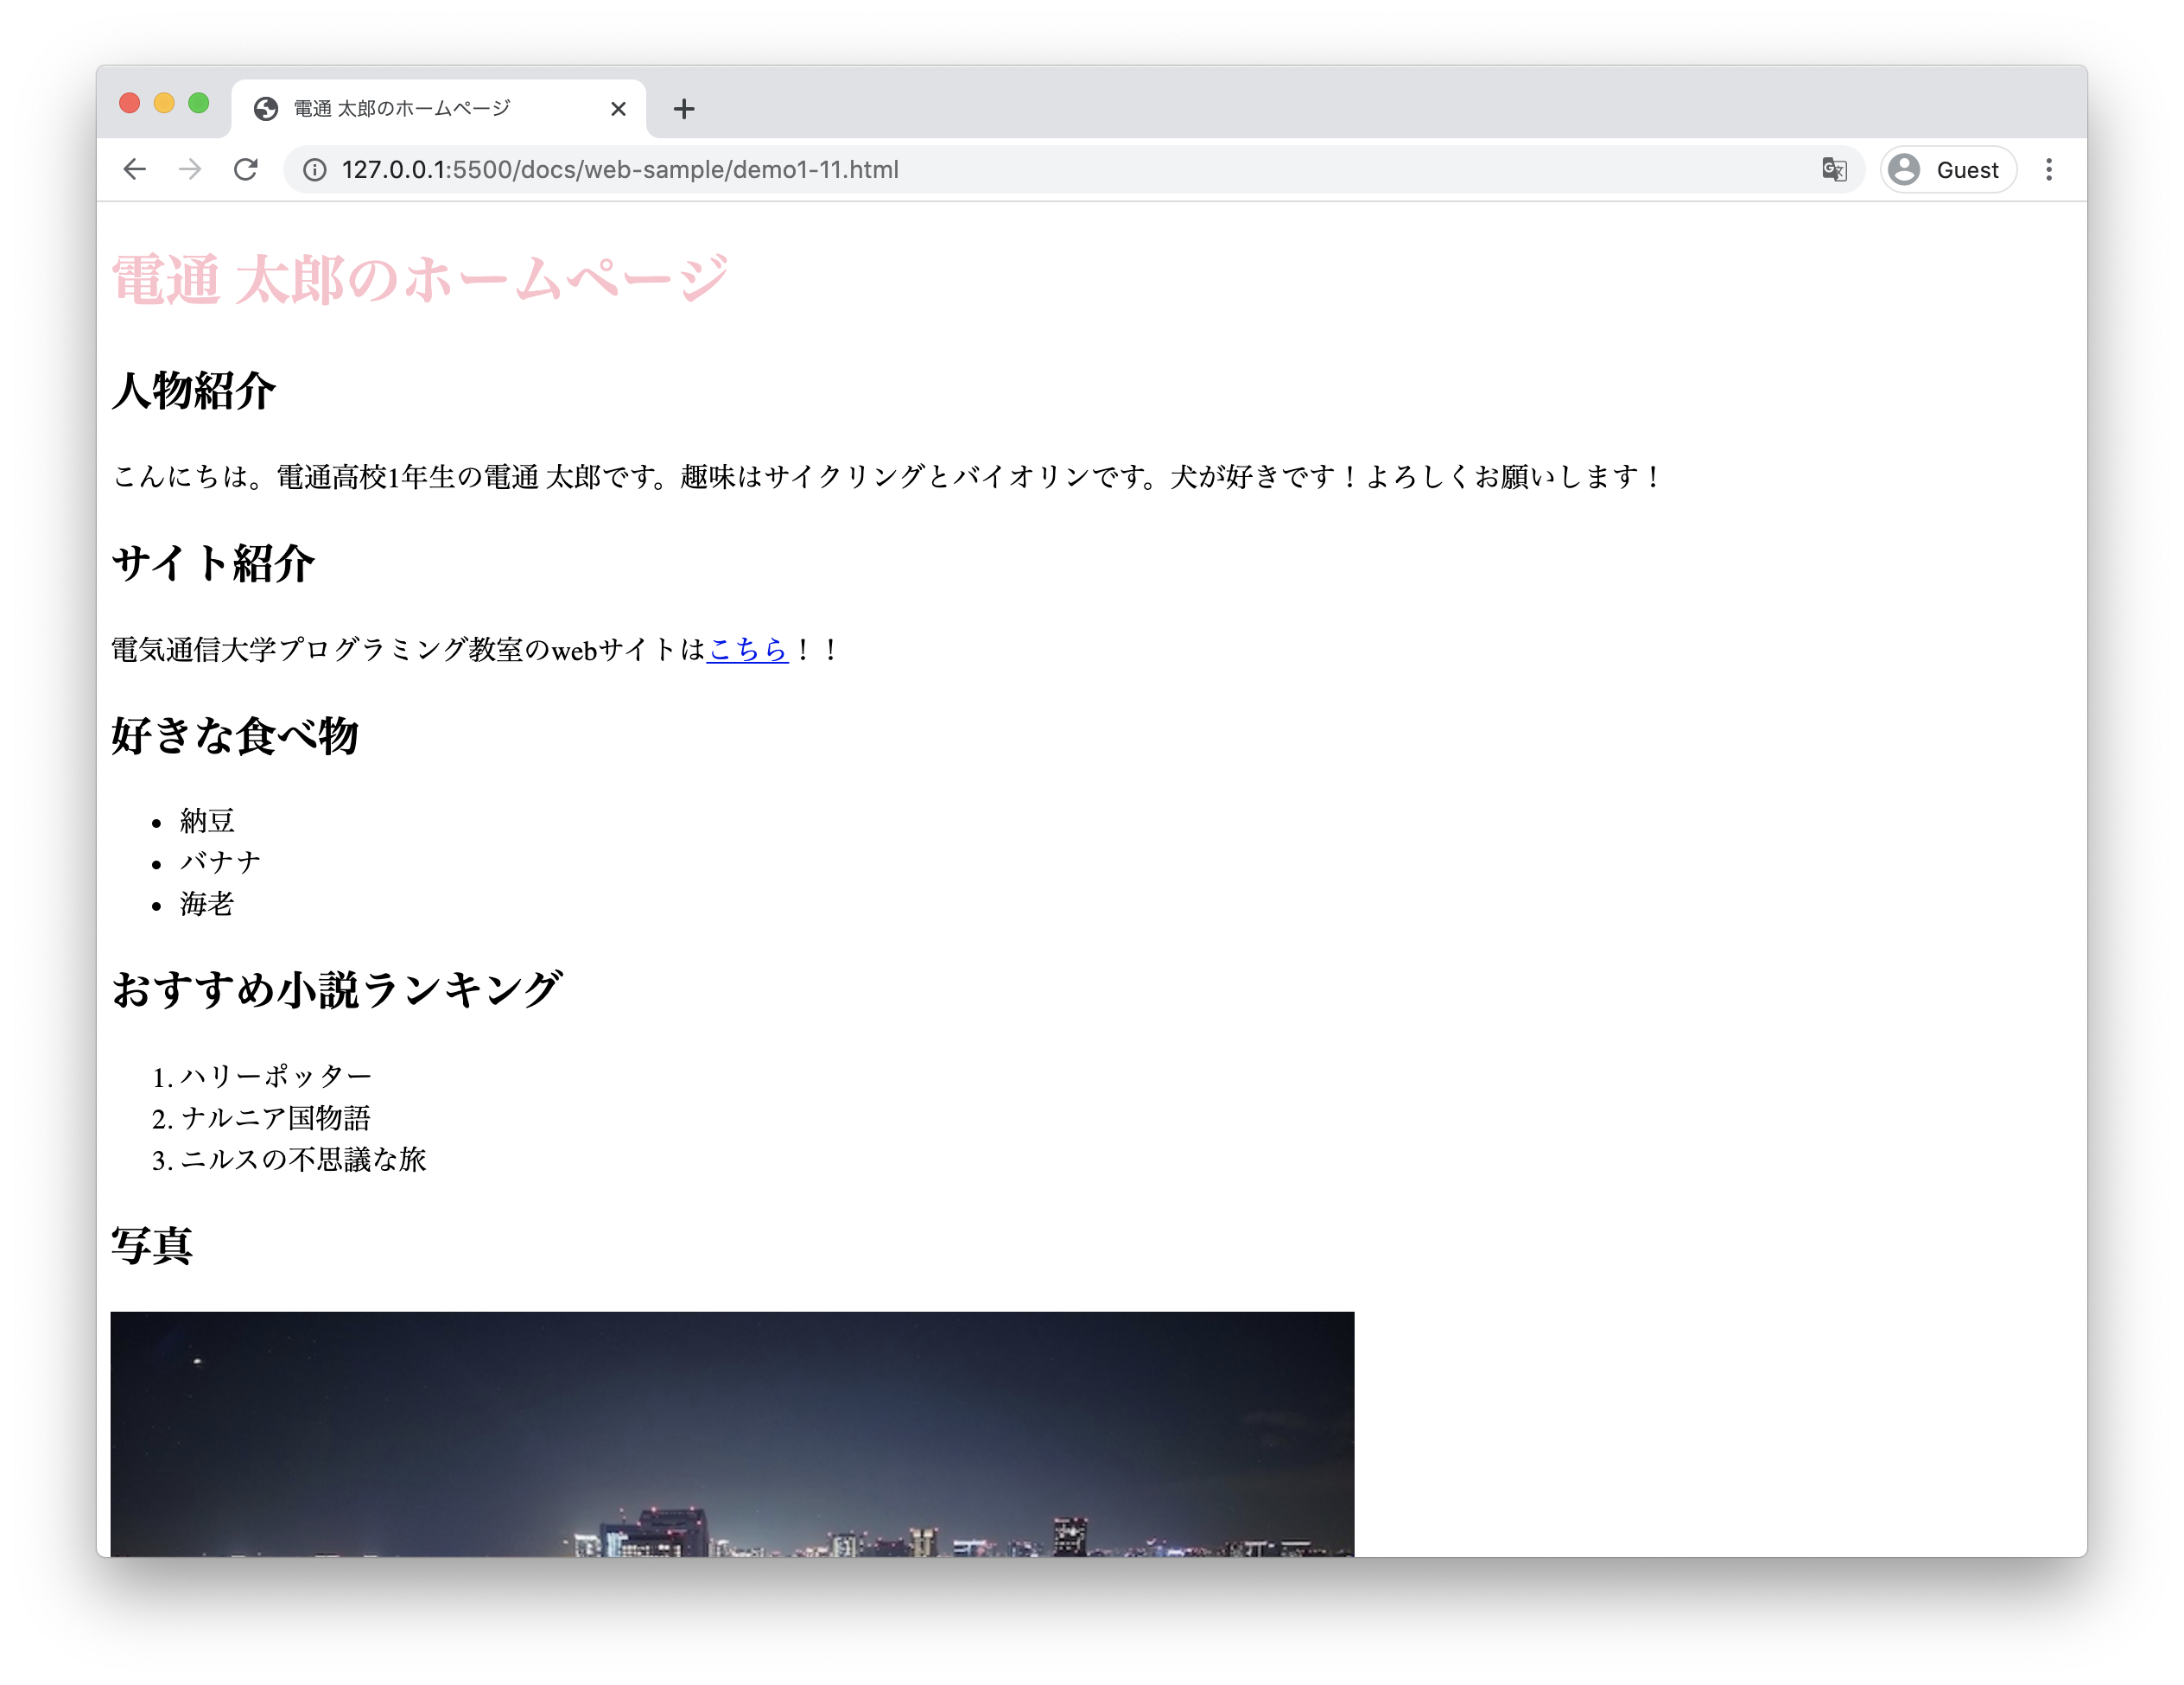 電通 太郎のホームページ
127.0.0.1:5500/docs/web-sample/demo1-11.html
Guest
電通 太郎のホームページ
人物紹介
こんにちは。電通高校1年生の電通 太郎です。趣味はサイクリングとバイオリンです。犬が好きです！よろしくお願いします！
サイト紹介
電気通信大学プログラミング教室のwebサイトはこちら！！
好きな食べ物
• 納豆
• バナナ
• 海老
おすすめ小説ランキング
1. ハリーポッター
2. ナルニア国物語
3. ニルスの不思議な旅
写真